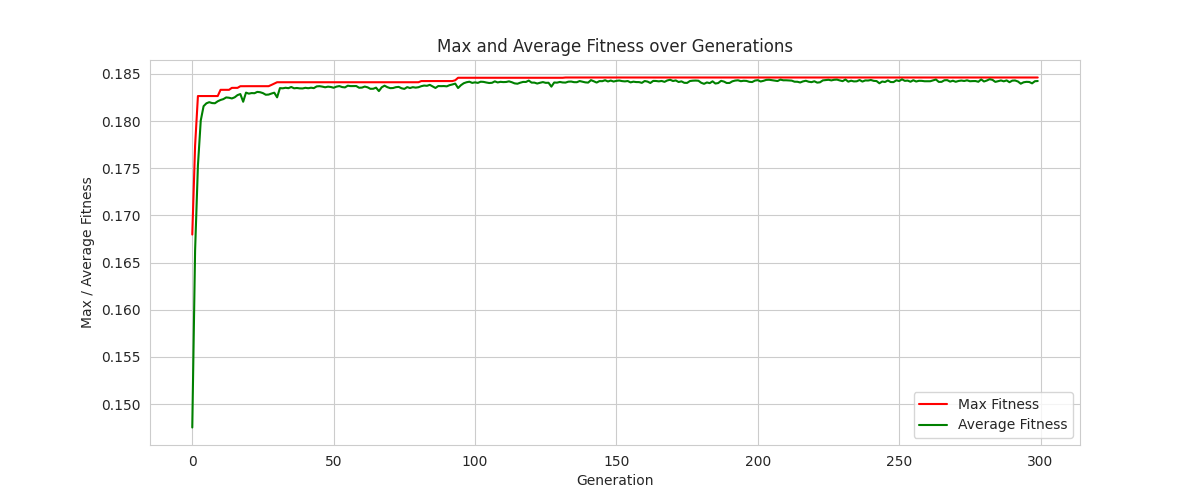 Max and Average Fitness over Generations
Max / Average Fitness
0.185
0.180
0.175
0.170
0.165
0.160
0.155
0.150
0 50 100 150 200 250 300
Generation
Max Fitness
Average Fitness